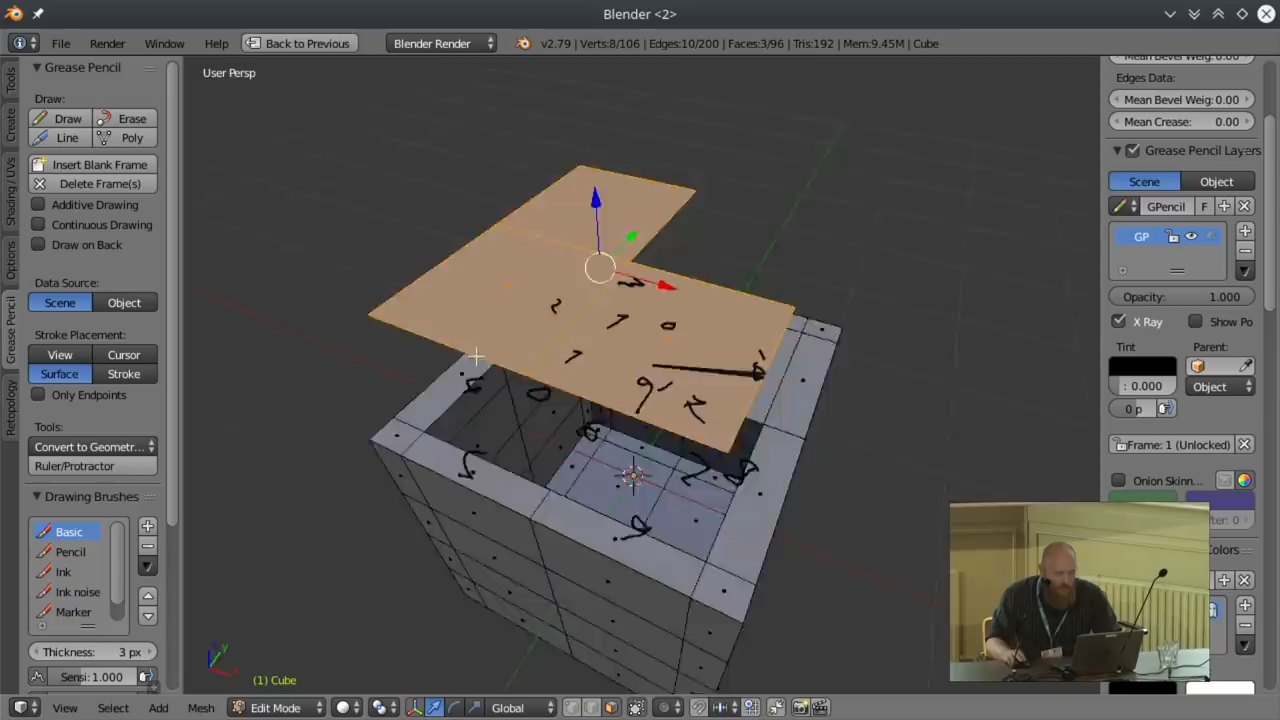 Blender <2>
File Render Window Help Back to Previous Blender Render v2.79 | Verts:8/106 | Edges:10/200 | Faces:3/96 | Tris:192 | Mem:9.45M | Cube
Tools
Create
Shading / UVs
Options
Grease Pencil
Retopology
Grease Pencil
Draw:
Draw Erase
Line Poly
Insert Blank Frame
Delete Frame(s)
Additive Drawing
Continuous Drawing
Draw on Back
Data Source:
Scene Object
Stroke Placement:
View Cursor
Surface Stroke
Only Endpoints
Tools:
Convert to Geometr...
Ruler/Protractor
Drawing Brushes
Basic
Pencil
Ink
Ink noise
Marker
Thickness: 3 px
Sensi: 1.000
User Persp
z
y
(1) Cube
Mean Bevel Weig: 0.00
Edges Data:
Mean Bevel Weig: 0.00
Mean Crease: 0.00
Grease Pencil Layers
Scene Object
GPencil F
GP
Opacity: 1.000
X Ray Show Po
Tint Parent:
: 0.000 Object
0 p
Frame: 1 (Unlocked)
Onion Skinn...
fter: 0
Colors
View Select Add Mesh Edit Mode Global